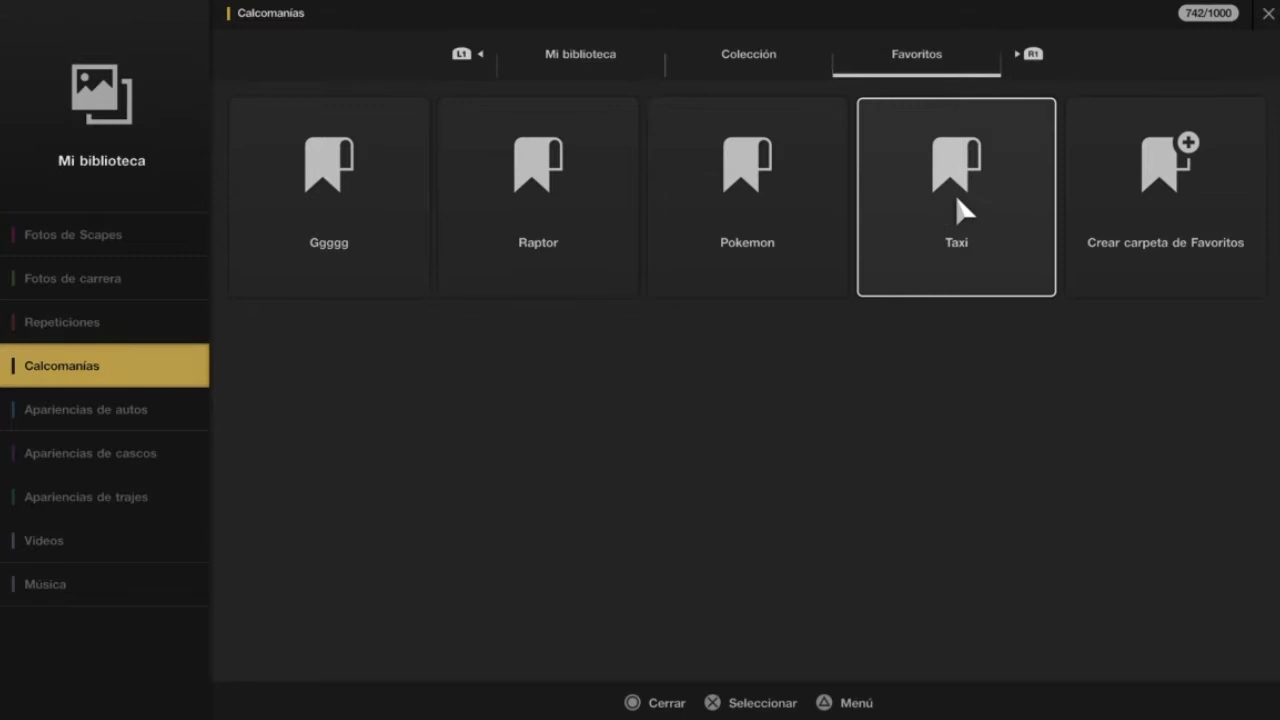 Calcomanías
742/1000
L1
Mi biblioteca
Colección
Favoritos
R1
Mi biblioteca
Fotos de Scapes
Fotos de carrera
Repeticiones
Calcomanías
Apariencias de autos
Apariencias de cascos
Apariencias de trajes
Videos
Música
Ggggg
Raptor
Pokemon
Taxi
Crear carpeta de Favoritos
Cerrar
Seleccionar
Menú